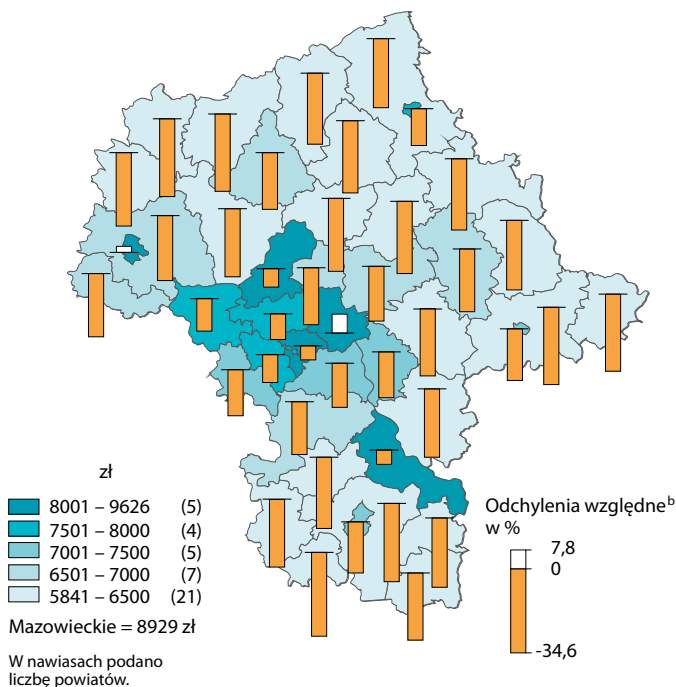 zł
8001 – 9626 (5)
7501 – 8000 (4)
7001 – 7500 (5)
6501 – 7000 (7)
5841 – 6500 (21)
Mazowieckie = 8929 zł
W nawiasach podano
liczbę powiatów.
Odchylenia względneᵇ
w %
7,8
0
-34,6